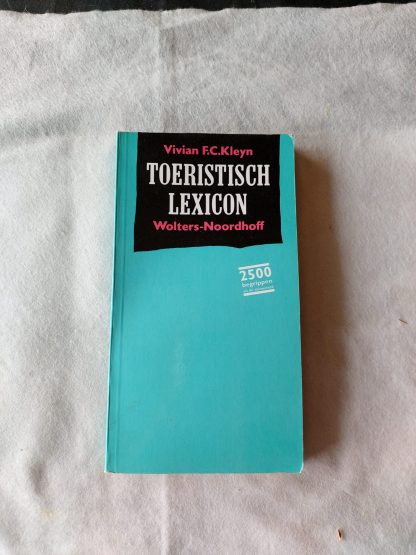 Vivian F.C.Kleyn
TOERISTISCH
LEXICON
Wolters-Noordhoff
2500
begrippen